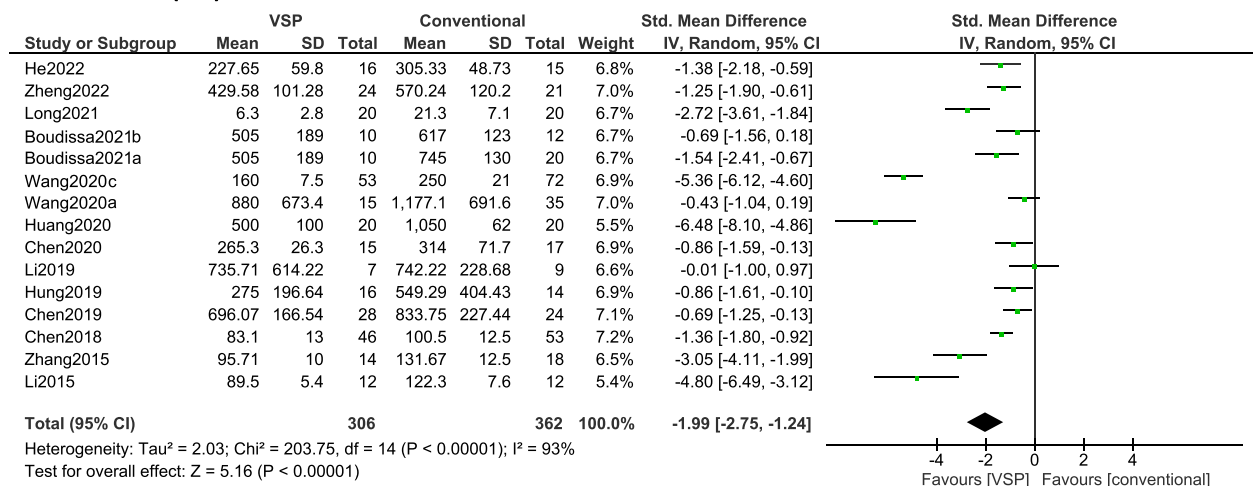 VSP Conventional Std. Mean Difference Std. Mean Difference
Study or Subgroup Mean SD Total Mean SD Total Weight IV, Random, 95% CI IV, Random, 95% CI
He2022 227.65 59.8 16 305.33 48.73 15 6.8% -1.38 [-2.18, -0.59]
Zheng2022 429.58 101.28 24 570.24 120.2 21 7.0% -1.25 [-1.90, -0.61]
Long2021 6.3 2.8 20 21.3 7.1 20 6.7% -2.72 [-3.61, -1.84]
Boudissa2021b 505 189 10 617 123 12 6.7% -0.69 [-1.56, 0.18]
Boudissa2021a 505 189 10 745 130 20 6.7% -1.54 [-2.41, -0.67]
Wang2020c 160 7.5 53 250 21 72 6.9% -5.36 [-6.12, -4.60]
Wang2020a 880 673.4 15 1,177.1 691.6 35 7.0% -0.43 [-1.04, 0.19]
Huang2020 500 100 20 1,050 62 20 5.5% -6.48 [-8.10, -4.86]
Chen2020 265.3 26.3 15 314 71.7 17 6.9% -0.86 [-1.59, -0.13]
Li2019 735.71 614.22 7 742.22 228.68 9 6.6% -0.01 [-1.00, 0.97]
Hung2019 275 196.64 16 549.29 404.43 14 6.9% -0.86 [-1.61, -0.10]
Chen2019 696.07 166.54 28 833.75 227.44 24 7.1% -0.69 [-1.25, -0.13]
Chen2018 83.1 13 46 100.5 12.5 53 7.2% -1.36 [-1.80, -0.92]
Zhang2015 95.71 10 14 131.67 12.5 18 6.5% -3.05 [-4.11, -1.99]
Li2015 89.5 5.4 12 122.3 7.6 12 5.4% -4.80 [-6.49, -3.12]
Total (95% CI) 306 362 100.0% -1.99 [-2.75, -1.24]
Heterogeneity: Tau² = 2.03; Chi² = 203.75, df = 14 (P < 0.00001); I² = 93%
Test for overall effect: Z = 5.16 (P < 0.00001)
-4 -2 0 2 4
Favours [VSP] Favours [conventional]